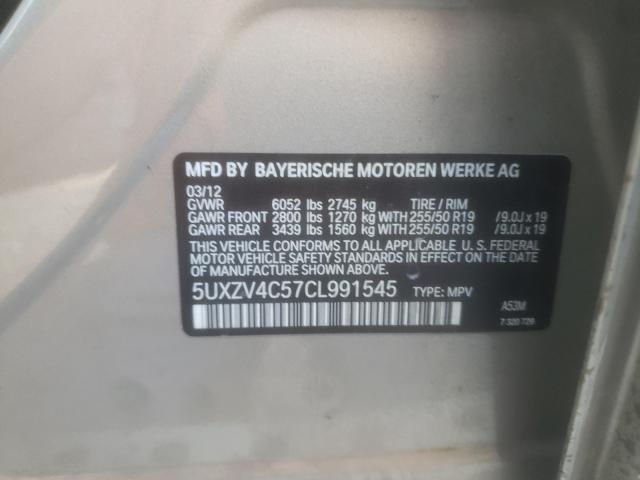 MFD BY BAYERISCHE MOTOREN WERKE AG
03/12
GVWR 6052 lbs 2745 kg TIRE / RIM
GAWR FRONT 2800 lbs 1270 kg WITH 255/50 R19 /9.0J x 19
GAWR REAR 3439 lbs 1560 kg WITH 255/50 R19 /9.0J x 19
THIS VEHICLE CONFORMS TO ALL APPLICABLE U. S. FEDERAL
MOTOR VEHICLE SAFETY STANDARDS IN EFFECT ON THE DATE
OF MANUFACTURE SHOWN ABOVE.
5UXZV4C57CL991545 TYPE: MPV
A53M
7 320 729